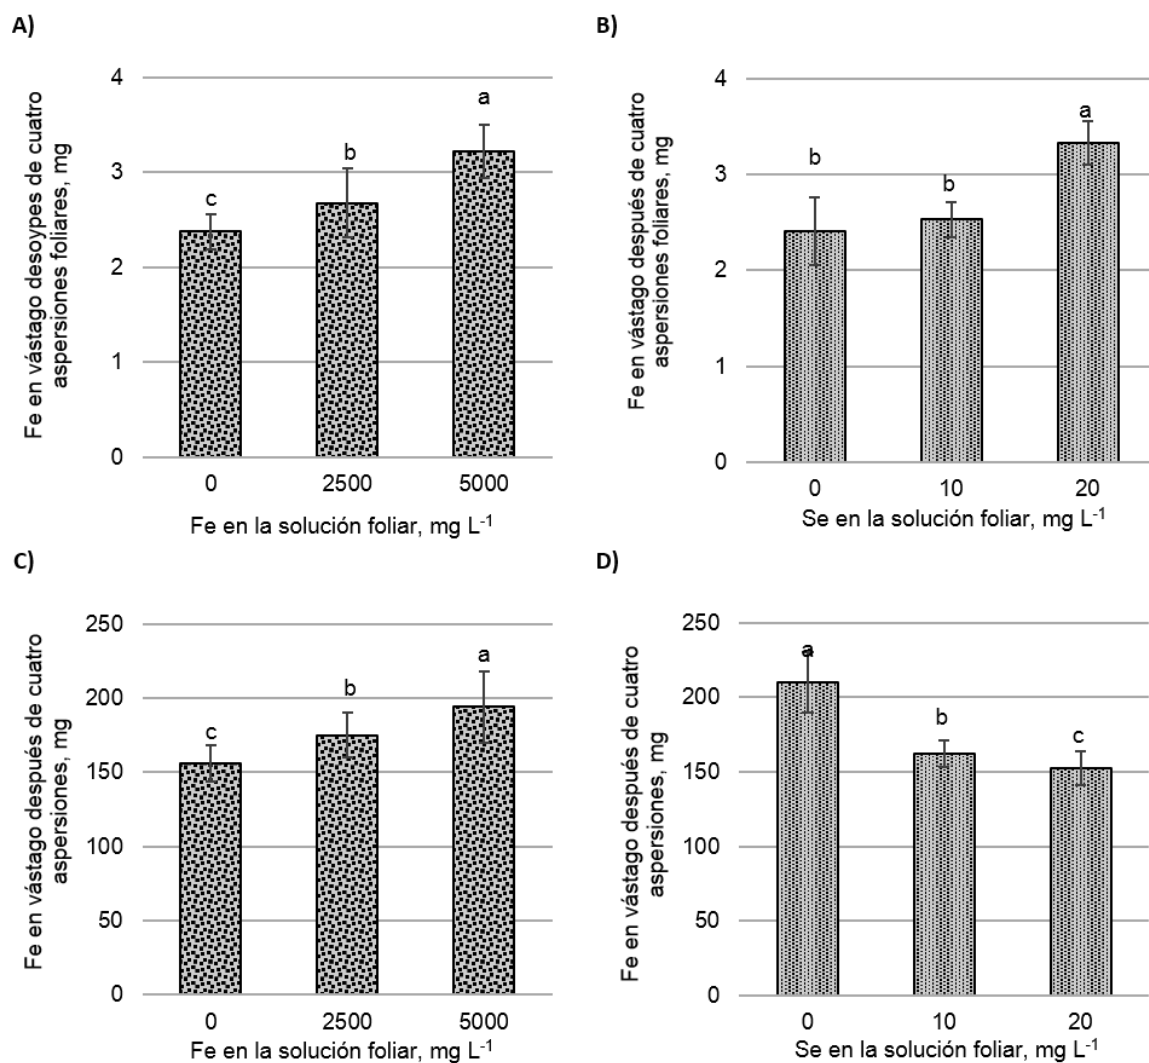 A)
Fe en vástago desoypes de cuatro
aspersiones foliares, mg
4
3
2
1
0
c
b
a
0 2500 5000
Fe en la solución foliar, mg L-1
B)
Fe en vástago después de cuatro
aspersiones foliares, mg
4
3
2
1
0
b
b
a
0 10 20
Se en la solución foliar, mg L-1
C)
Fe en vástago después de cuatro
aspersiones, mg
250
200
150
100
50
0
c
b
a
0 2500 5000
Fe en la solución foliar, mg L-1
D)
Fe en vástago después de cuatro
aspersiones, mg
250
200
150
100
50
0
a
b
c
0 10 20
Se en la solución foliar, mg L-1